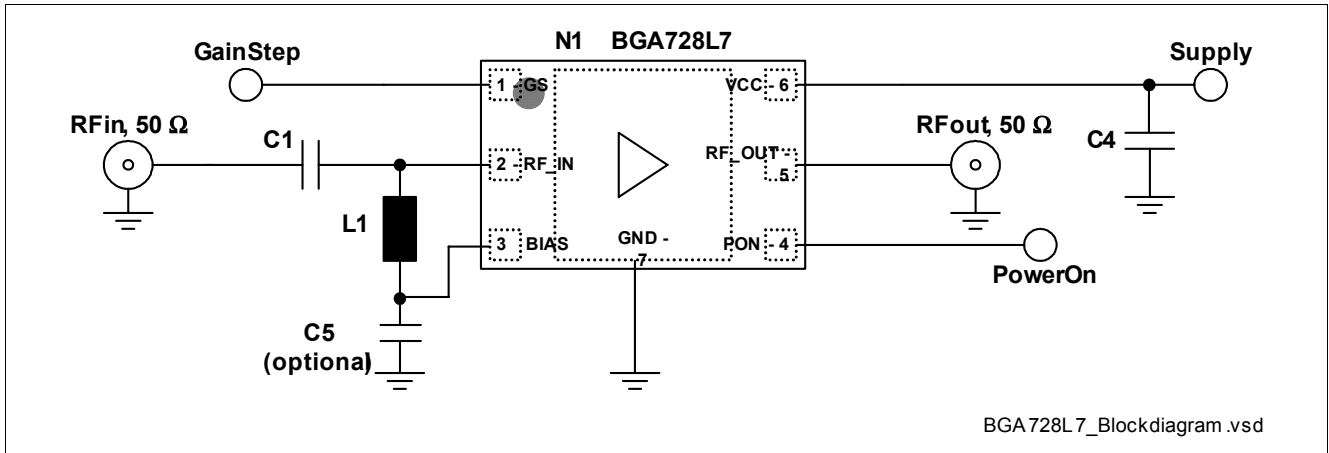 N1 BGA728L7
GainStep
Supply
1 - GS
VCC - 6
RFin, 50 Ω
C1
RFout, 50 Ω
C4
2 - RF_IN
RF_OUT - 5
L1
3 BIAS
GND - 7
PON - 4
PowerOn
C5
(optional)
BGA728L7_Blockdiagram.vsd